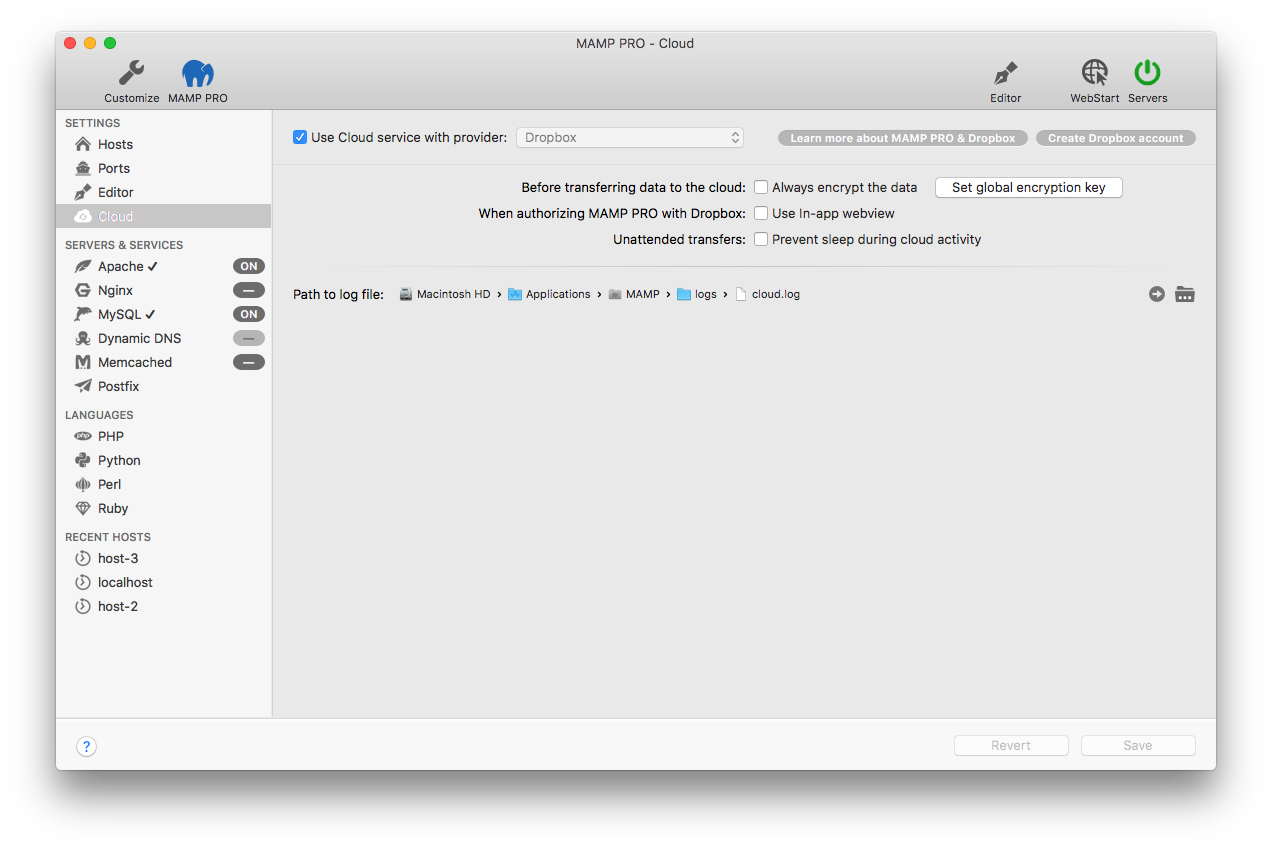 MAMP PRO - Cloud
Customize
MAMP PRO
Editor
WebStart
Servers
SETTINGS
Hosts
Ports
Editor
Cloud
SERVERS & SERVICES
Apache ✓ ON
Nginx —
MySQL ✓ ON
Dynamic DNS —
Memcached —
Postfix
LANGUAGES
php PHP
Python
Perl
Ruby
RECENT HOSTS
host-3
localhost
host-2
Use Cloud service with provider: Dropbox
Learn more about MAMP PRO & Dropbox
Create Dropbox account
Before transferring data to the cloud: Always encrypt the data
Set global encryption key
When authorizing MAMP PRO with Dropbox: Use In-app webview
Unattended transfers: Prevent sleep during cloud activity
Path to log file: Macintosh HD › Applications › MAMP › logs › cloud.log
?
Revert
Save